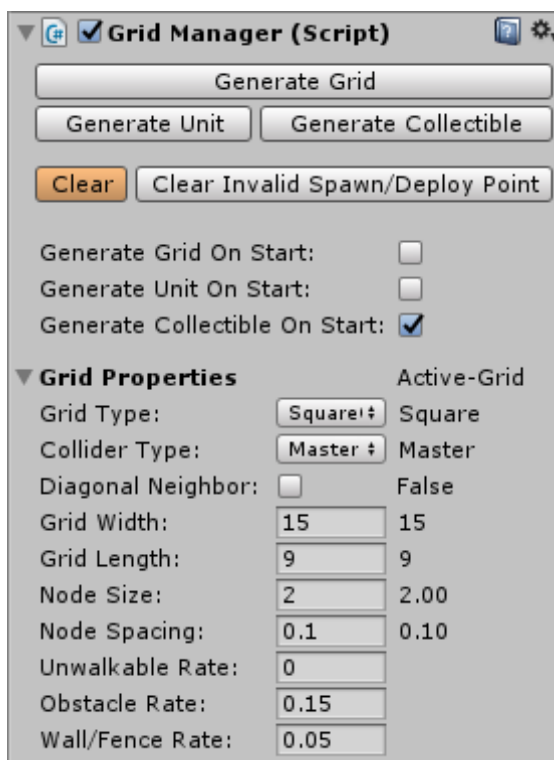 Grid Manager (Script)
Generate Grid
Generate Unit Generate Collectible
Clear Clear Invalid Spawn/Deploy Point
Generate Grid On Start:
Generate Unit On Start:
Generate Collectible On Start:
Grid Properties Active-Grid
Grid Type: Square Square
Collider Type: Master Master
Diagonal Neighbor: False
Grid Width: 15 15
Grid Length: 9 9
Node Size: 2 2.00
Node Spacing: 0.1 0.10
Unwalkable Rate: 0
Obstacle Rate: 0.15
Wall/Fence Rate: 0.05